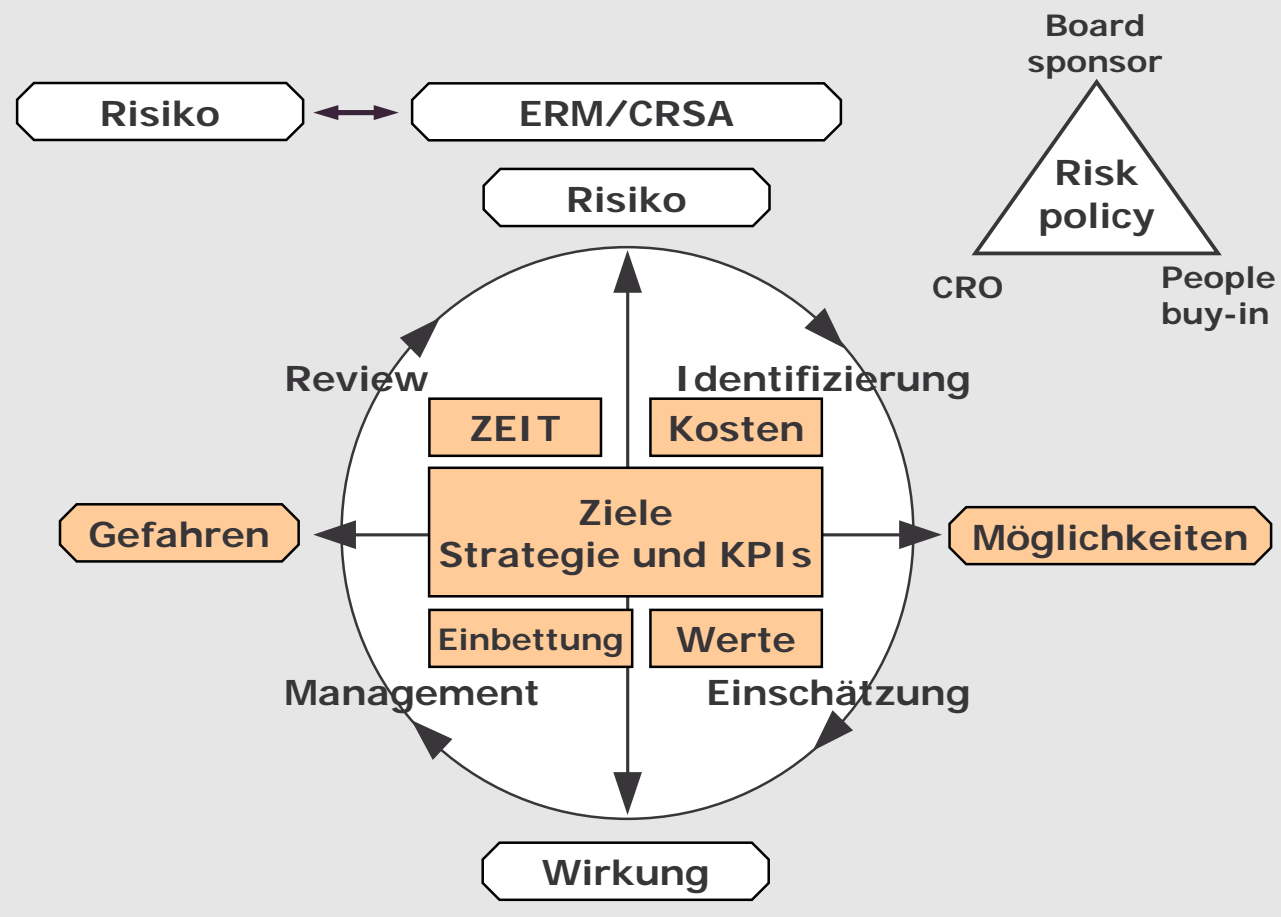 Board
sponsor
Risiko
ERM/CRSA
Risiko
Risk
policy
CRO
People
buy-in
Review
Identifizierung
ZEIT
Kosten
Gefahren
Ziele
Strategie und KPIs
Möglichkeiten
Einbettung
Werte
Management
Einschätzung
Wirkung